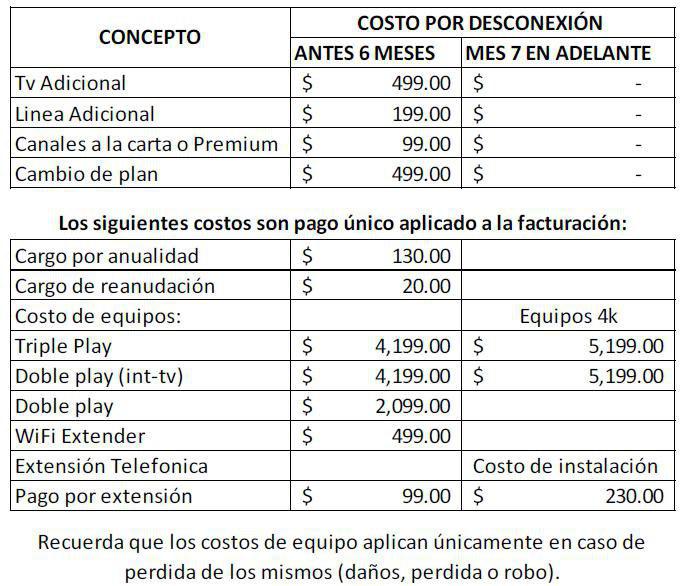 CONCEPTO COSTO POR DESCONEXIÓN
ANTES 6 MESES MES 7 EN ADELANTE
Tv Adicional $ 499.00 $ -
Linea Adicional $ 199.00 $ -
Canales a la carta o Premium $ 99.00 $ -
Cambio de plan $ 499.00 $ -
Los siguientes costos son pago único aplicado a la facturación:
Cargo por anualidad $ 130.00
Cargo de reanudación $ 20.00
Costo de equipos: Equipos 4k
Triple Play $ 4,199.00 $ 5,199.00
Doble play (int-tv) $ 4,199.00 $ 5,199.00
Doble play $ 2,099.00
WiFi Extender $ 499.00
Extensión Telefonica Costo de instalación
Pago por extensión $ 99.00 $ 230.00
Recuerda que los costos de equipo aplican únicamente en caso de
perdida de los mismos (daños, perdida o robo).